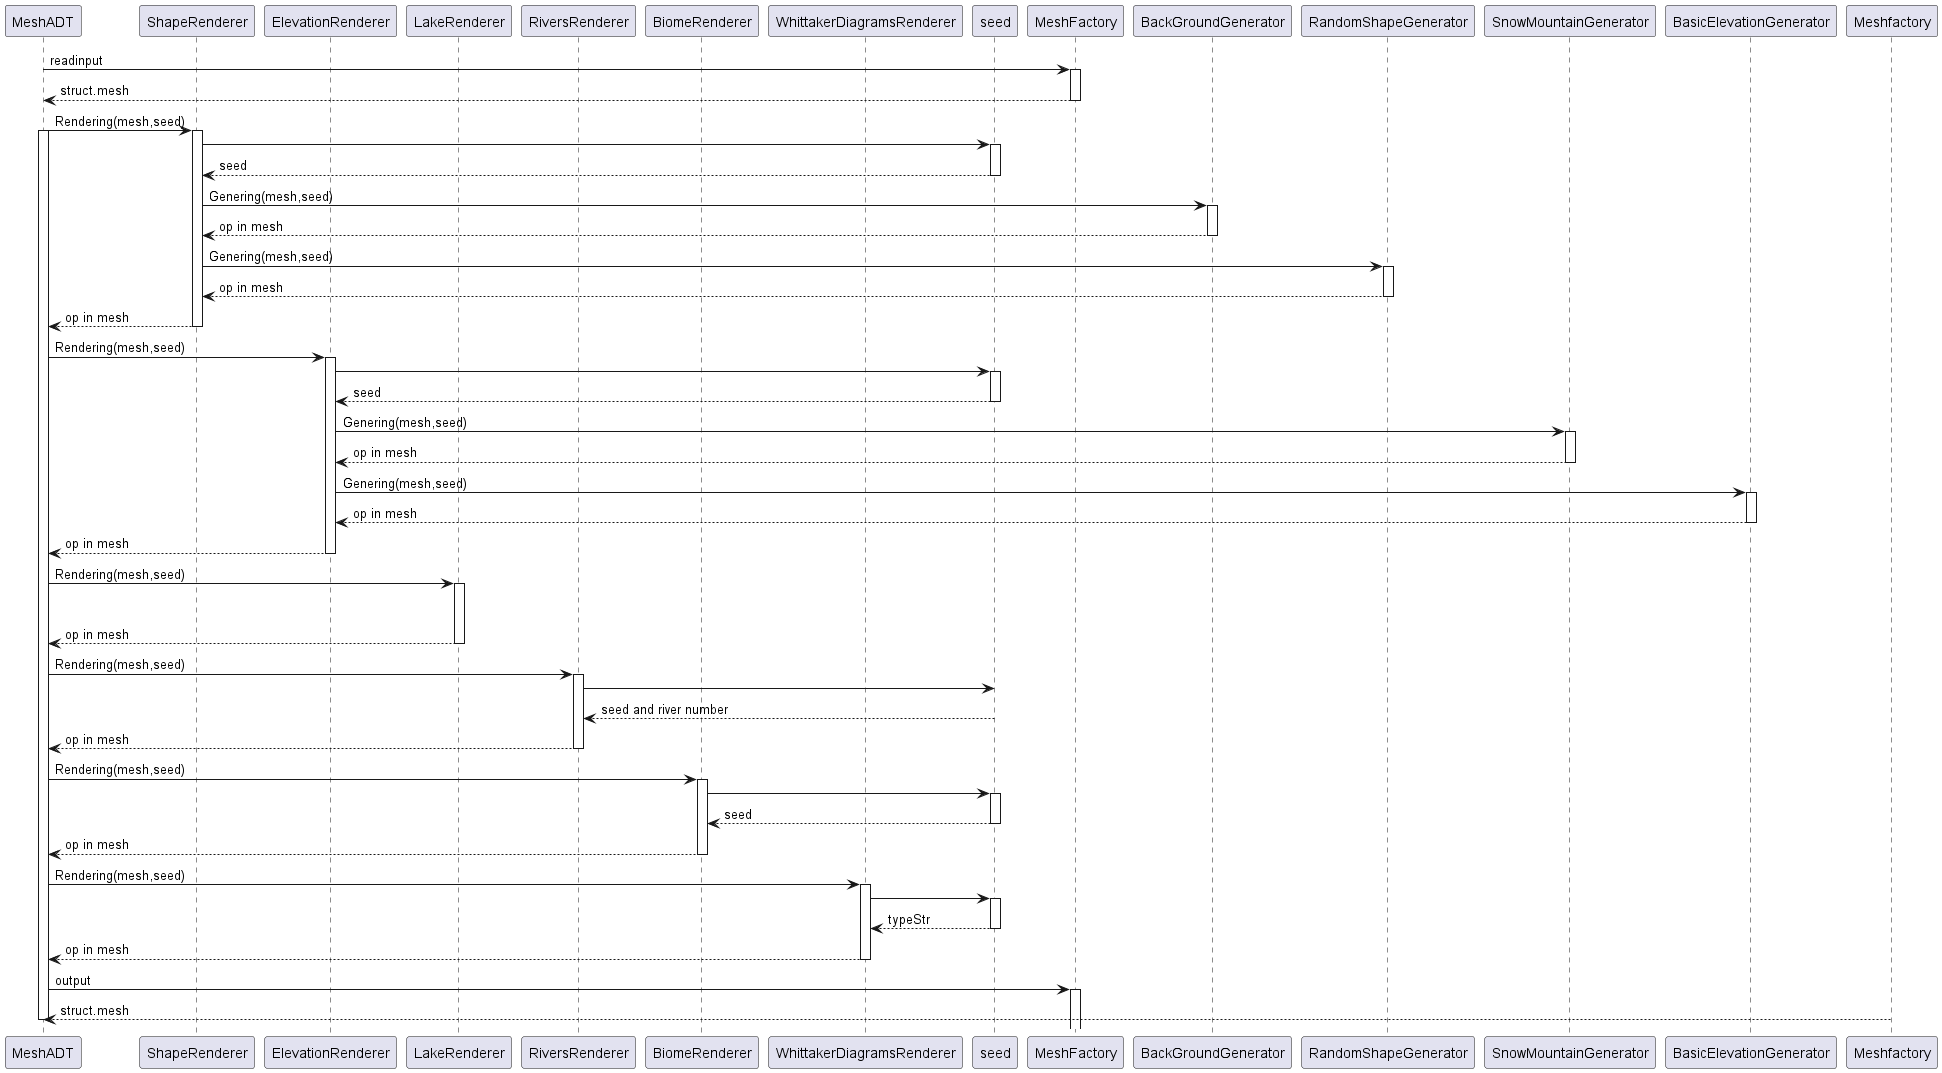 MeshADT ShapeRenderer ElevationRenderer LakeRenderer RiversRenderer BiomeRenderer WhittakerDiagramsRenderer seed MeshFactory BackGroundGenerator RandomShapeGenerator SnowMountainGenerator BasicElevationGenerator Meshfactory
readinput
struct.mesh
Rendering(mesh,seed)
seed
Genering(mesh,seed)
op in mesh
Genering(mesh,seed)
op in mesh
op in mesh
Rendering(mesh,seed)
seed
Genering(mesh,seed)
op in mesh
Genering(mesh,seed)
op in mesh
op in mesh
Rendering(mesh,seed)
op in mesh
Rendering(mesh,seed)
seed and river number
op in mesh
Rendering(mesh,seed)
seed
op in mesh
Rendering(mesh,seed)
typeStr
op in mesh
output
struct.mesh
MeshADT ShapeRenderer ElevationRenderer LakeRenderer RiversRenderer BiomeRenderer WhittakerDiagramsRenderer seed MeshFactory BackGroundGenerator RandomShapeGenerator SnowMountainGenerator BasicElevationGenerator Meshfactory